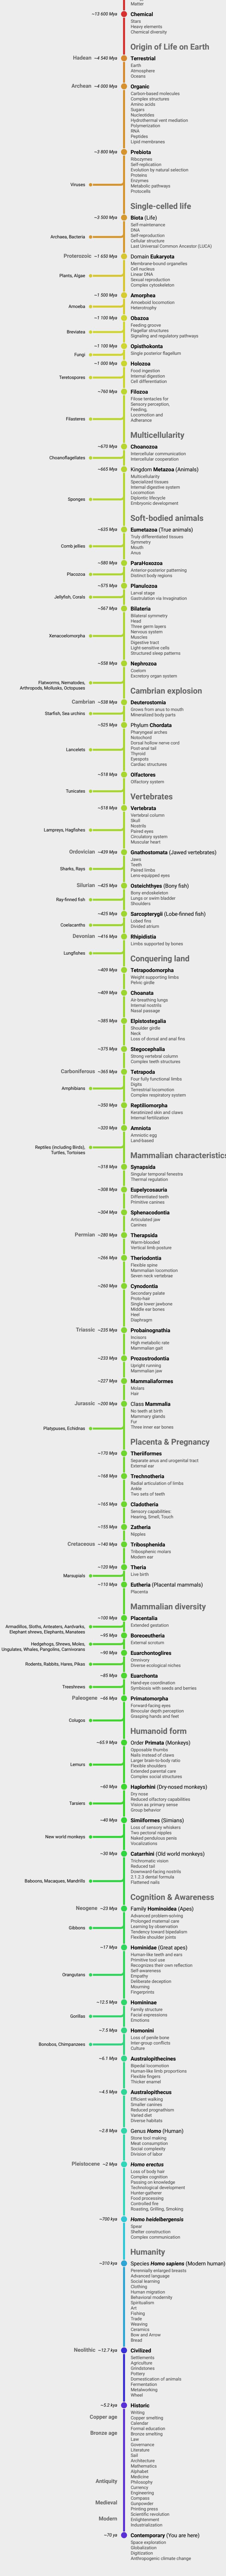 Matter
~13 600 Mya Chemical
Stars
Heavy elements
Chemical diversity
Origin of Life on Earth
Hadean ~4 540 Mya Terrestrial
Earth
Atmosphere
Oceans
Archean ~4 000 Mya Organic
Carbon-based molecules
Complex structures
Amino acids
Sugars
Nucleotides
Hydrothermal vent mediation
Polymerization
RNA
Peptides
Lipid membranes
~3 800 Mya Prebiota
Ribozymes
Self-replication
Evolution by natural selection
Proteins
Enzymes
Metabolic pathways
Protocells
Viruses
Single-celled life
~3 500 Mya Biota (Life)
Self-maintenance
DNA
Self-reproduction
Cellular structure
Last Universal Common Ancestor (LUCA)
Archaea, Bacteria
Proterozoic ~1 650 Mya Domain Eukaryota
Membrane-bound organelles
Cell nucleus
Linear DNA
Sexual reproduction
Complex cytoskeleton
Plants, Algae
~1 500 Mya Amorphea
Amoeboid locomotion
Heterotrophy
Amoeba
~1 100 Mya Obazoa
Feeding groove
Flagellar structures
Signaling and regulatory pathways
Breviatea
~1 100 Mya Opisthokonta
Single posterior flagellum
Fungi
~1 000 Mya Holozoa
Food ingestion
Internal digestion
Cell differentiation
Teretosporea
~760 Mya Filozoa
Filose tentacles for
Sensory perception,
Feeding,
Locomotion and
Adherance
Filasterea
Multicellularity
~670 Mya Choanozoa
Intercellular communication
Intercellular cooperation
Choanoflagellates
~665 Mya Kingdom Metazoa (Animals)
Multicellularity
Specialized tissues
Internal digestive system
Locomotion
Diplontic lifecycle
Embryonic development
Sponges
Soft-bodied animals
~635 Mya Eumetazoa (True animals)
Truly differentiated tissues
Symmetry
Mouth
Anus
Comb jellies
~580 Mya ParaHoxozoa
Anterior-posterior patterning
Distinct body regions
Placozoa
~575 Mya Planulozoa
Larval stage
Gastrulation via Invagination
Jellyfish, Corals
~567 Mya Bilateria
Bilateral symmetry
Head
Three germ layers
Nervous system
Muscles
Digestive tract
Light-sensitive cells
Structured sleep patterns
Xenacoelomorpha
~558 Mya Nephrozoa
Coelom
Excretory organ system
Flatworms, Nematodes,
Arthropods, Mollusks, Octopuses
Cambrian explosion
Cambrian ~538 Mya Deuterostomia
Grows from anus to mouth
Mineralized body parts
Starfish, Sea urchins
~525 Mya Phylum Chordata
Pharyngeal arches
Notochord
Dorsal hollow nerve cord
Post-anal tail
Thyroid
Eyespots
Cardiac structures
Lancelets
~518 Mya Olfactores
Olfactory system
Tunicates
Vertebrates
~518 Mya Vertebrata
Vertebral column
Skull
Nostrils
Paired eyes
Circulatory system
Muscular heart
Lampreys, Hagfishes
Ordovician ~439 Mya Gnathostomata (Jawed vertebrates)
Jaws
Teeth
Paired limbs
Lens-equipped eyes
Sharks, Rays
Silurian ~425 Mya Osteichthyes (Bony fish)
Bony endoskeleton
Lungs or swim bladder
Shoulders
Ray-finned fish
~425 Mya Sarcopterygii (Lobe-finned fish)
Lobed fins
Divided atrium
Coelacanths
Devonian ~416 Mya Rhipidistia
Limbs supported by bones
Lungfishes
Conquering land
~409 Mya Tetrapodomorpha
Weight supporting limbs
Pelvic girdle
~409 Mya Choanata
Air-breathing lungs
Internal nostrils
Nasal passage
~385 Mya Elpistostegalia
Shoulder girdle
Neck
Loss of dorsal and anal fins
~375 Mya Stegocephalia
Strong vertebral column
Complex teeth structures
Carboniferous ~365 Mya Tetrapoda
Four fully functional limbs
Digits
Terrestrial locomotion
Complex respiratory system
Amphibians
~350 Mya Reptiliomorpha
Keratinized skin and claws
Internal fertilization
~320 Mya Amniota
Amniotic egg
Land-based
Reptiles (including Birds),
Turtles, Tortoises
Mammalian characteristics
~318 Mya Synapsida
Singular temporal fenestra
Thermal regulation
~308 Mya Eupelycosauria
Differentiated teeth
Primitive canines
~304 Mya Sphenacodontia
Articulated jaw
Canines
Permian ~280 Mya Therapsida
Warm-blooded
Vertical limb posture
~266 Mya Theriodontia
Flexible spine
Mammalian locomotion
Seven neck vertebrae
~260 Mya Cynodontia
Secondary palate
Proto-hair
Single lower jawbone
Middle ear bones
Heel
Diaphragm
Triassic ~235 Mya Probainognathia
Incisors
High metabolic rate
Mammalian gait
~233 Mya Prozostrodontia
Upright running
Mammalian jaw
~227 Mya Mammaliaformes
Molars
Hair
Jurassic ~200 Mya Class Mammalia
No teeth at birth
Mammary glands
Fur
Three inner ear bones
Platypuses, Echidnas
Placenta & Pregnancy
~170 Mya Theriiformes
Separate anus and urogenital tract
External ear
~168 Mya Trechnotheria
Radial articulation of limbs
Ankle
Two sets of teeth
~165 Mya Cladotheria
Sensory capabilities:
Hearing, Smell, Touch
~155 Mya Zatheria
Nipples
Cretaceous ~140 Mya Tribosphenida
Tribosphenic molars
Modern ear
~120 Mya Theria
Live birth
Marsupials
~110 Mya Eutheria (Placental mammals)
Placenta
Mammalian diversity
~100 Mya Placentalia
Extended gestation
Armadillos, Sloths, Anteaters, Aardvarks,
Elephant shrews, Elephants, Manatees
~95 Mya Boreoeutheria
External scrotum
Hedgehogs, Shrews, Moles,
Ungulates, Whales, Pangolins, Carnivorans
~90 Mya Euarchontoglires
Omnivory
Diverse ecological niches
Rodents, Rabbits, Hares, Pikas
~85 Mya Euarchonta
Hand-eye coordination
Symbiosis with seeds and berries
Treeshrews
Paleogene ~66 Mya Primatomorpha
Forward-facing eyes
Binocular depth perception
Grasping hands and feet
Colugos
Humanoid form
~65.9 Mya Order Primata (Monkeys)
Opposable thumbs
Nails instead of claws
Larger brain-to-body ratio
Flexible shoulders
Extended parental care
Complex social structures
Lemurs
~60 Mya Haplorhini (Dry-nosed monkeys)
Dry nose
Reduced olfactory capabilities
Vision as primary sense
Group behavior
Tarsiers
~40 Mya Simiiformes (Simians)
Loss of sensory whiskers
Two pectoral nipples
Naked pendulous penis
Vocalizations
New world monkeys
~30 Mya Catarrhini (Old world monkeys)
Trichromatic vision
Reduced tail
Downward-facing nostrils
2.1.2.3 dental formula
Flattened nails
Baboons, Macaques, Mandrills
Cognition & Awareness
Neogene ~23 Mya Family Hominoidea (Apes)
Advanced problem-solving
Prolonged maternal care
Learning by observation
Tendency toward bipetalism
Flexible shoulder joints
Gibbons
~17 Mya Hominidae (Great apes)
Human-like teeth and ears
Primitive tool use
Recognizes their own reflection
Self-awareness
Empathy
Deliberate deception
Mourning
Fingerprints
Orangutans
~12.5 Mya Homininae
Family structure
Facial expressions
Emotions
Gorillas
~7.5 Mya Hominini
Loss of penile bone
Inter-group conflicts
Culture
Bonobos, Chimpanzees
~6.1 Mya Australopithecines
Bipedal locomotion
Human-like limb proportions
Flexible fingers
Thicker enamel
~4.5 Mya Australopithecus
Efficient walking
Smaller canines
Reduced prognathism
Varied diet
Diverse habitats
~2.8 Mya Genus Homo (Human)
Stone tool making
Meat consumption
Social complexity
Division of labor
Pleistocene ~2 Mya Homo erectus
Loss of body hair
Complex cognition
Passing on knowledge
Technological development
Hunter-gatherer
Food processing
Controlled fire
Roasting, Grilling, Smoking
~700 kya Homo heidelbergensis
Spear
Shelter construction
Complex communication
Humanity
~310 kya Species Homo sapiens (Modern human)
Perennially enlarged breasts
Advanced language
Social learning
Clothing
Human migration
Behavioral modernity
Spiritualism
Art
Fishing
Trade
Weaving
Ceramics
Bow and Arrow
Bread
Neolithic ~12.7 kya Civilized
Settlements
Agriculture
Grindstones
Pottery
Domestication of animals
Fermentation
Metalworking
Wheel
~5.2 kya Historic
Writing
Copper smelting
Calendar
Formal education
Bronze smelting
Law
Governance
Literature
Sail
Architecture
Mathematics
Alphabet
Medicine
Philosophy
Currency
Engineering
Compass
Gunpowder
Printing press
Scientific revolution
Enlightenment
Industrialization
Copper age
Bronze age
Antiquity
Medieval
Modern
~70 ya Contemporary (You are here)
Space exploration
Globalization
Digitization
Anthropogenic climate change